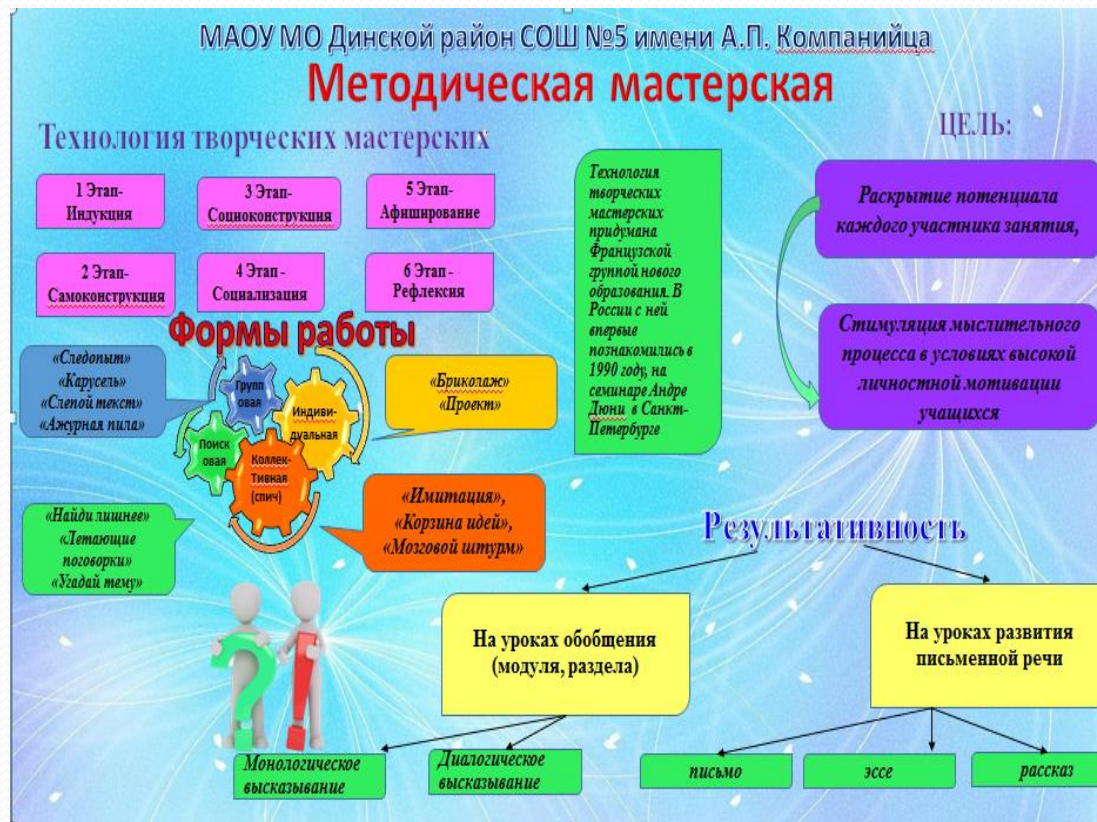 МАОУ МО Динской район СОШ №5 имени А.П. Компанийца
Методическая мастерская
Технология творческих мастерских
1 Этап-
Индукция
3 Этап-
Социоконструкция
5 Этап-
Афиширование
2 Этап-
Самоконструкция
4 Этап -
Социализация
6 Этап -
Рефлексия
Технология
творческих
мастерских
придумана
Французской
группой нового
образования. В
России с ней
впервые
познакомились в
1990 году, на
семинаре Андре
Дюни в Санкт-
Петербурге
ЦЕЛЬ:
Раскрытие потенциала
каждого участника занятия,
Стимуляция мыслительного
процесса в условиях высокой
личностной мотивации
учащихся
Формы работы
«Следопыт»
«Карусель»
«Слепой текст»
«Ажурная пила»
Групп
овая
Индиви-
дуальная
Поиск
овая
Коллек-
Тивная
(спич)
«Бриколаж»
«Проект»
«Имитация»,
«Корзина идей»,
«Мозговой штурм»
«Найди лишнее»
«Летающие
поговорки»
«Угадай тему»
Результативность
На уроках обобщения
(модуля, раздела)
На уроках развития
письменной речи
Монологическое
высказывание
Диалогическое
высказывание
письмо
эссе
рассказ